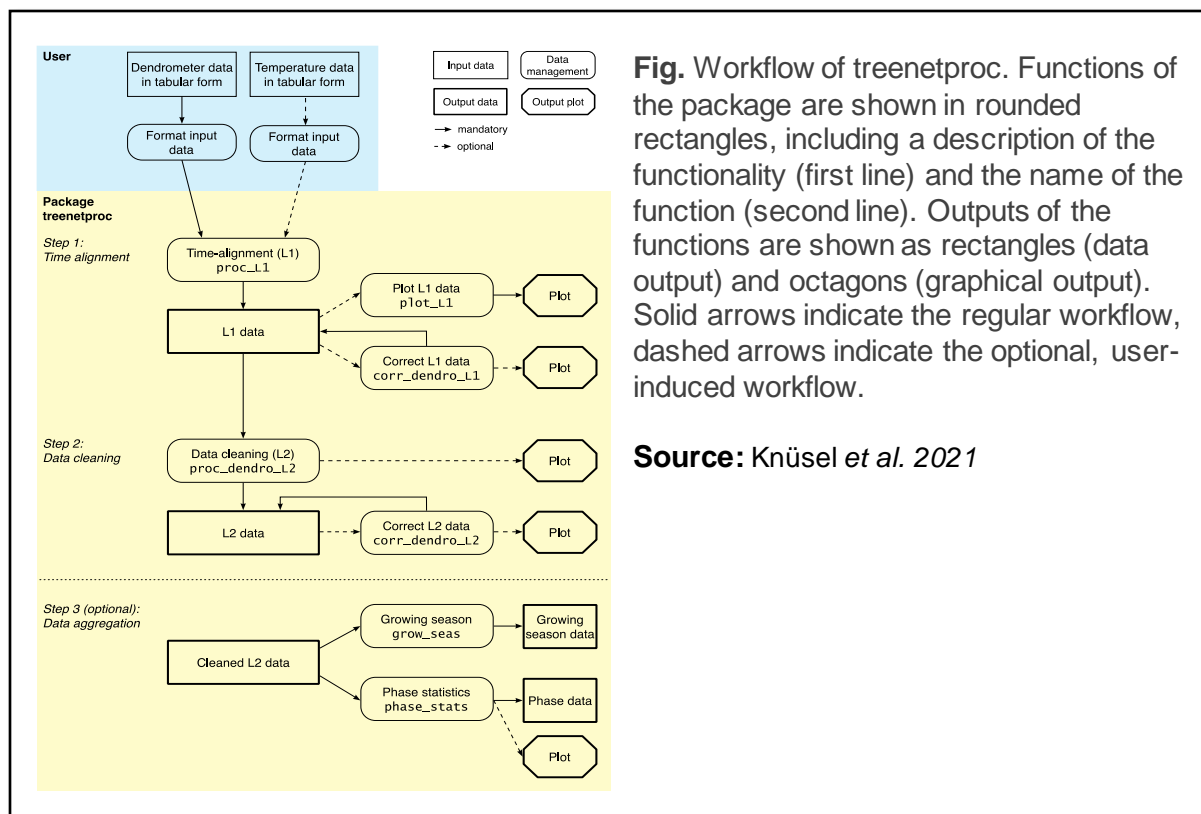 User
Dendrometer data
in tabular form
Temperature data
in tabular form
Format input
data
Format input
data
Input data
Data
management
Output data
Output plot
mandatory
optional
Package
treenetproc
Step 1:
Time alignment
Time-alignment (L1)
proc_L1
Plot L1 data
plot_L1
Plot
L1 data
Correct L1 data
corr_dendro_L1
Plot
Step 2:
Data cleaning
Data cleaning (L2)
proc_dendro_L2
Plot
L2 data
Correct L2 data
corr_dendro_L2
Plot
Step 3 (optional):
Data aggregation
Growing season
grow_seas
Growing
season data
Cleaned L2 data
Phase statistics
phase_stats
Phase data
Plot
Fig. Workflow of treenetproc. Functions of
the package are shown in rounded
rectangles, including a description of the
functionality (first line) and the name of the
function (second line). Outputs of the
functions are shown as rectangles (data
output) and octagons (graphical output).
Solid arrows indicate the regular workflow,
dashed arrows indicate the optional, user-
induced workflow.
Source: Knüsel et al. 2021